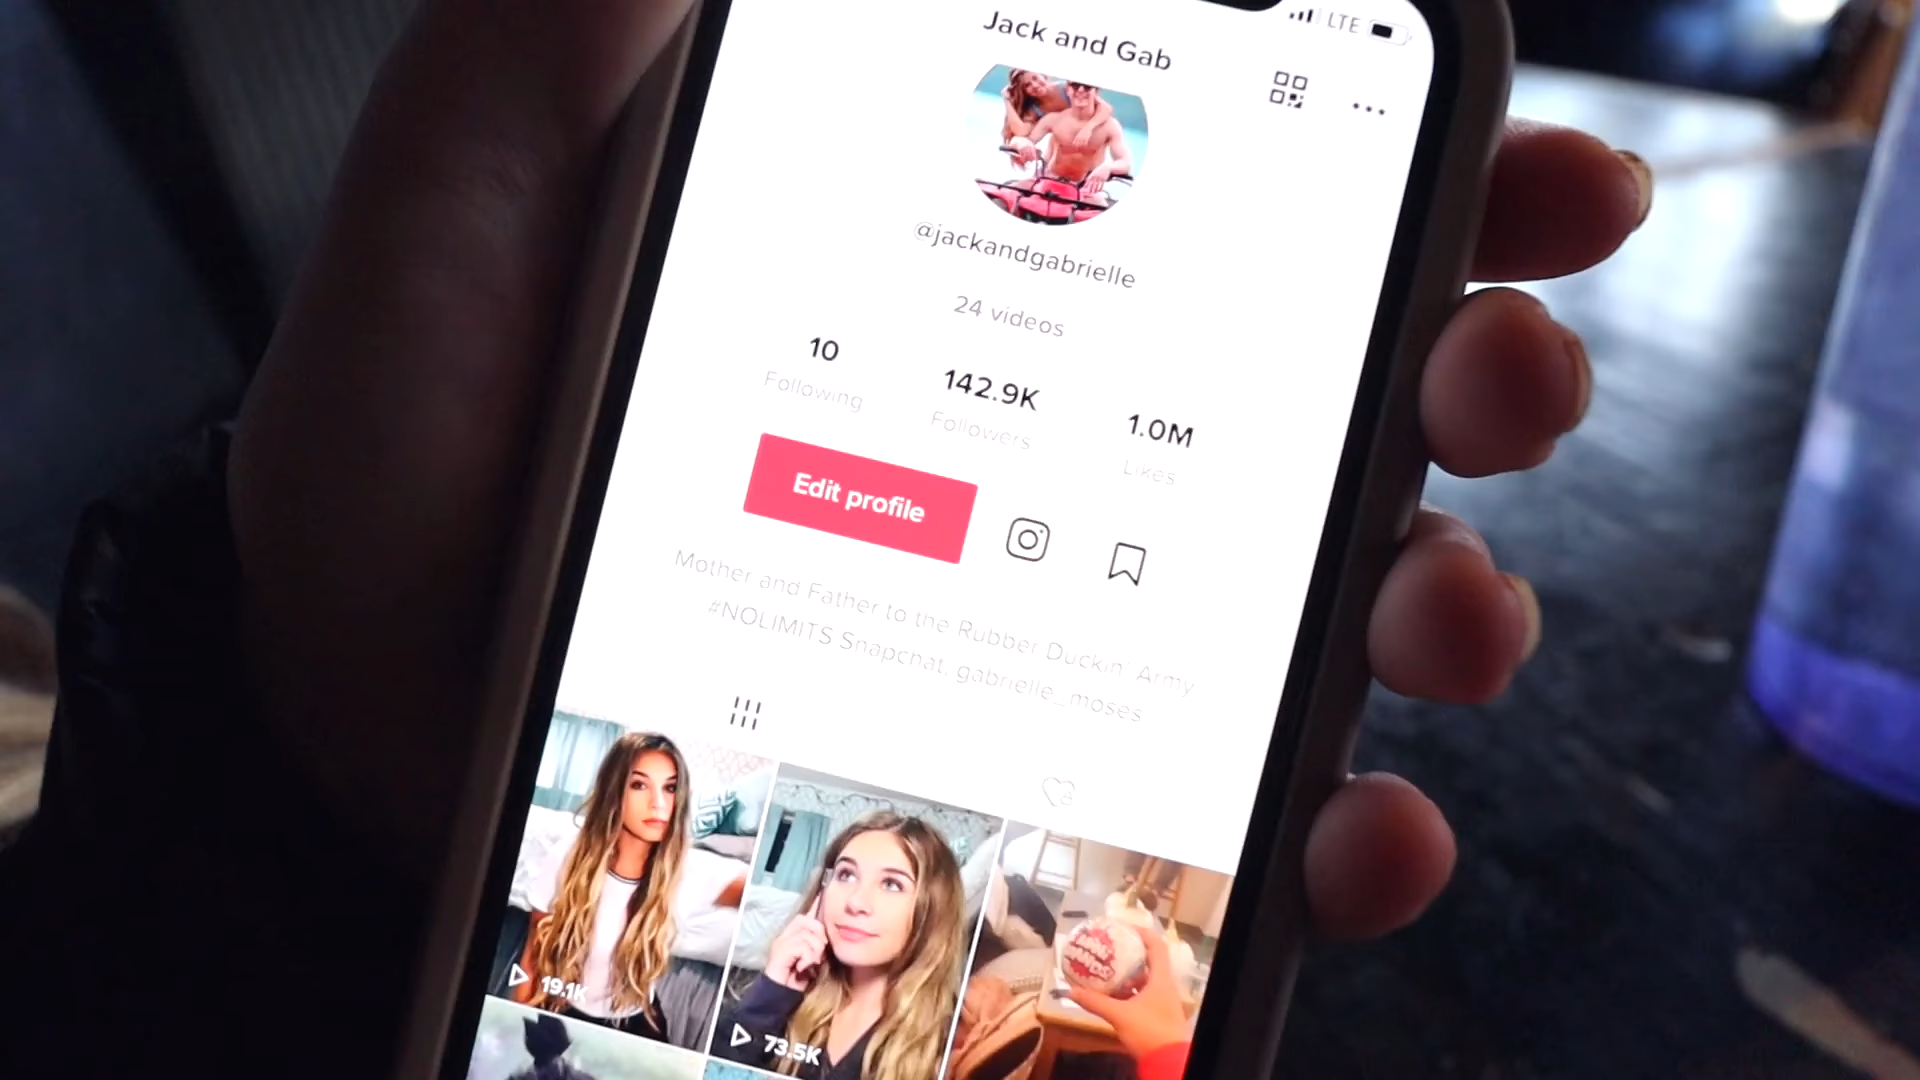 LTE
Jack and Gab
@jackandgabrielle
24 videos
10 142.9K 1.0M
Following Followers Likes
Edit profile
Mother and Father to the Rubber Duckin' Army
#NOLIMITS Snapchat, gabrielle_moses
19.1K
73.5K